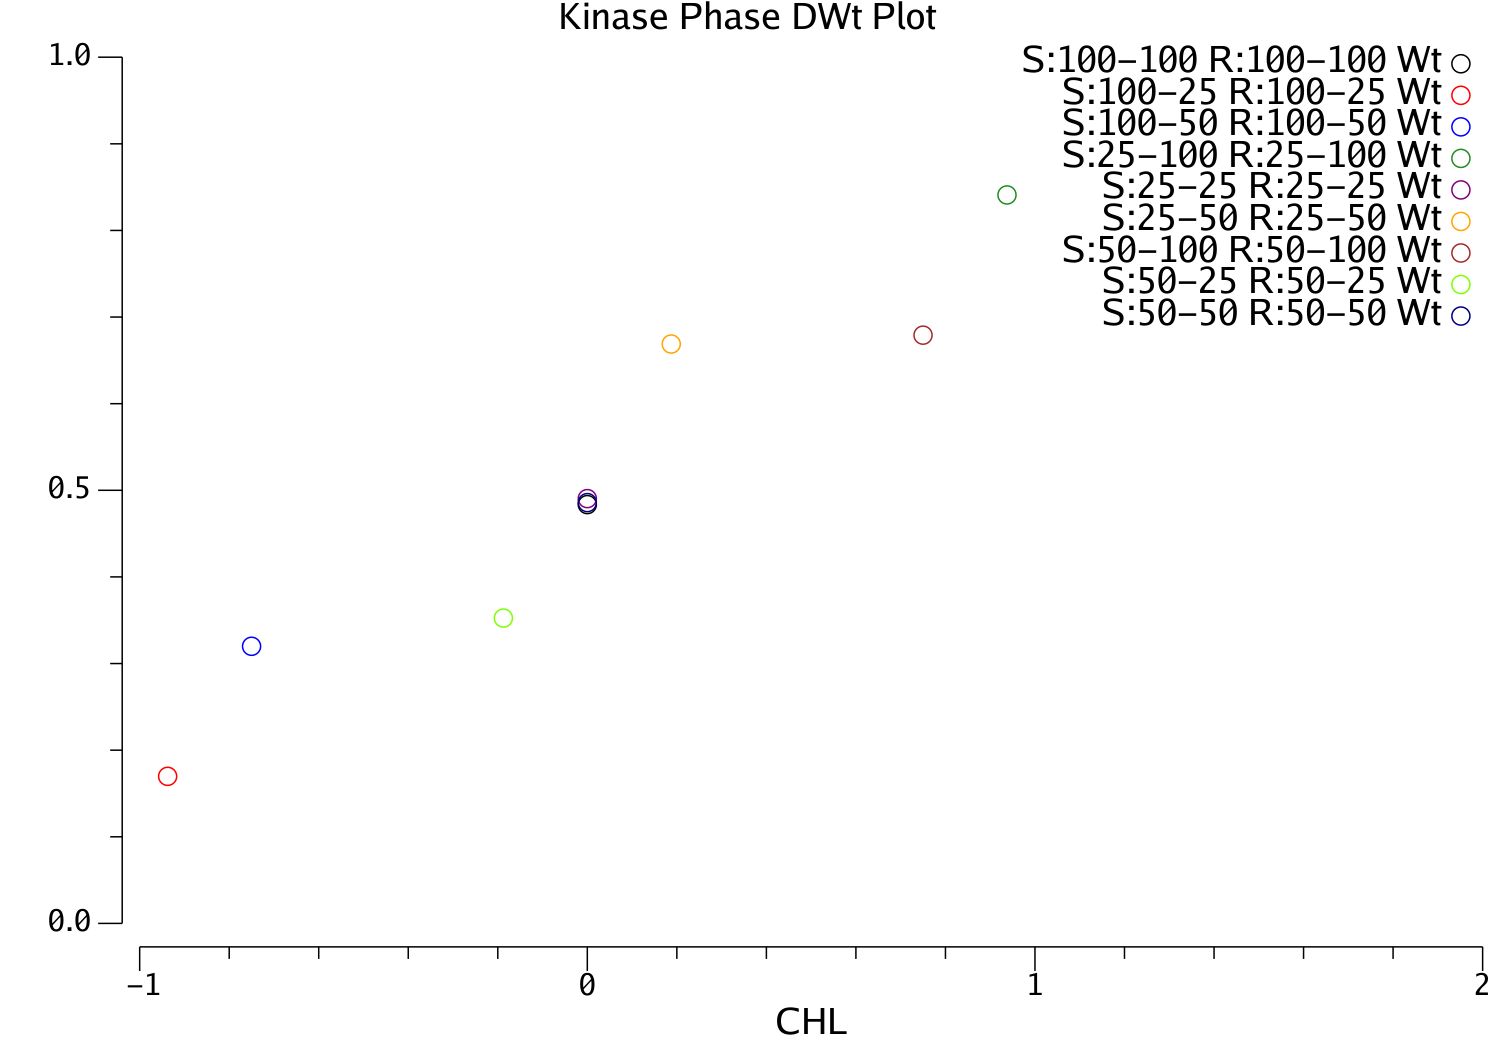 Kinase Phase DWt Plot
1.0
S:100-100 R:100-100 Wt
S:100-25 R:100-25 Wt
S:100-50 R:100-50 Wt
S:25-100 R:25-100 Wt
S:25-25 R:25-25 Wt
S:25-50 R:25-50 Wt
S:50-100 R:50-100 Wt
S:50-25 R:50-25 Wt
S:50-50 R:50-50 Wt
0.5
0.0
-1 0 1 2
CHL